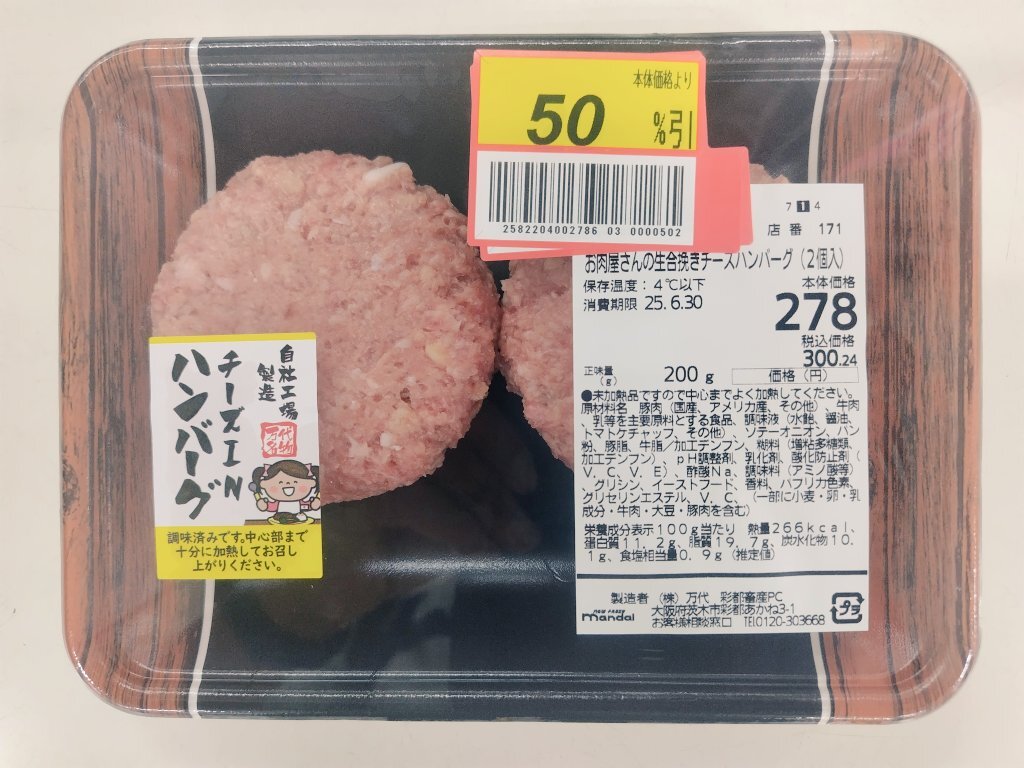 本体価格より
50 %引
2582204002786 03 0000502
7 1 4
店番 171
お肉屋さんの生合挽きチーズハンバーグ(2個入)
保存温度:4℃以下
消費期限 25.6.30
本体価格
278
税込価格
300.24
正味量(g) 200g
価格(円)
●未加熱品ですので中心までよく加熱してください。
原材料名 豚肉(国産、アメリカ産、その他)、牛肉
、乳等を主要原料とする食品、調味液(水飴、醤油、
トマトケチャップ、その他)、ソテーオニオン、パン
粉、豚脂、牛脂/加工デンプン、糊料(増粘多糖類、
加工デンプン)、pH調整剤、乳化剤、酸化防止剤(
V.C、V.E)、酢酸Na、調味料(アミノ酸等)
、グリシン、イーストフード、香料、パプリカ色素、
グリセリンエステル、V.C、(一部に小麦・卵・乳
成分・牛肉・大豆・豚肉を含む)
栄養成分表示100g当たり 熱量266kcal、
蛋白質11.2g、脂質19.7g、炭水化物10.
1g、食塩相当量0.9g(推定値)
製造者 (株)万代 彩都畜産PC
大阪府茨木市彩都あかね3-1
お客様相談窓口 TEL0120-303668
new crazy
mandai
プラ
自社工場
製造
チーズIN
ハンバーグ
調味済みです。中心部まで
十分に加熱してお召し
上がりください。